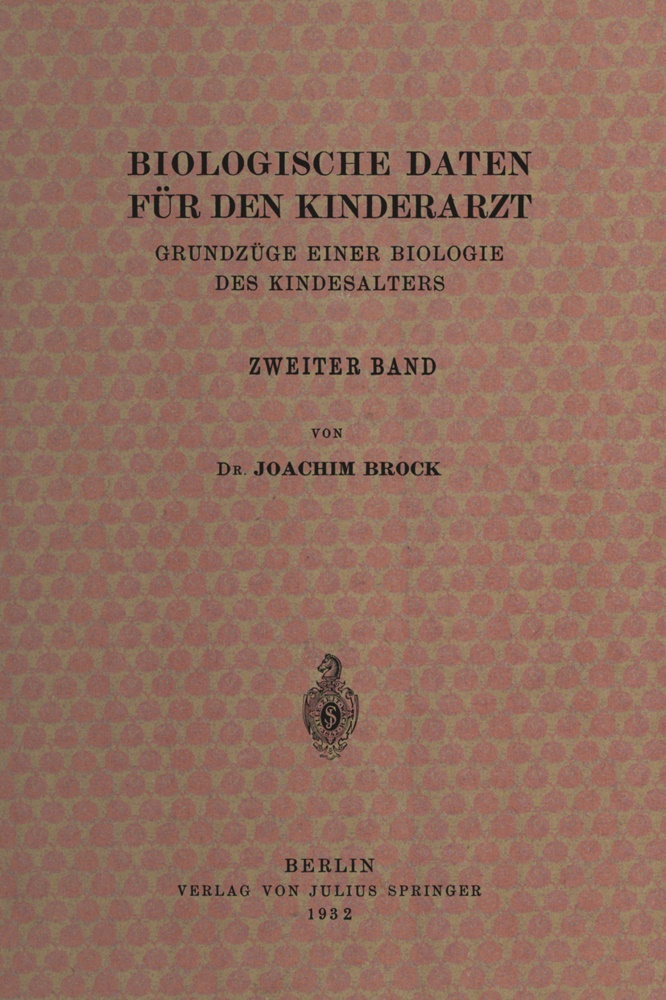 BIOLOGISCHE DATEN
FÜR DEN KINDERARZT
GRUNDZÜGE EINER BIOLOGIE
DES KINDESALTERS
ZWEITER BAND
VON
DR. JOACHIM BROCK
BERLIN
VERLAG VON JULIUS SPRINGER
1932